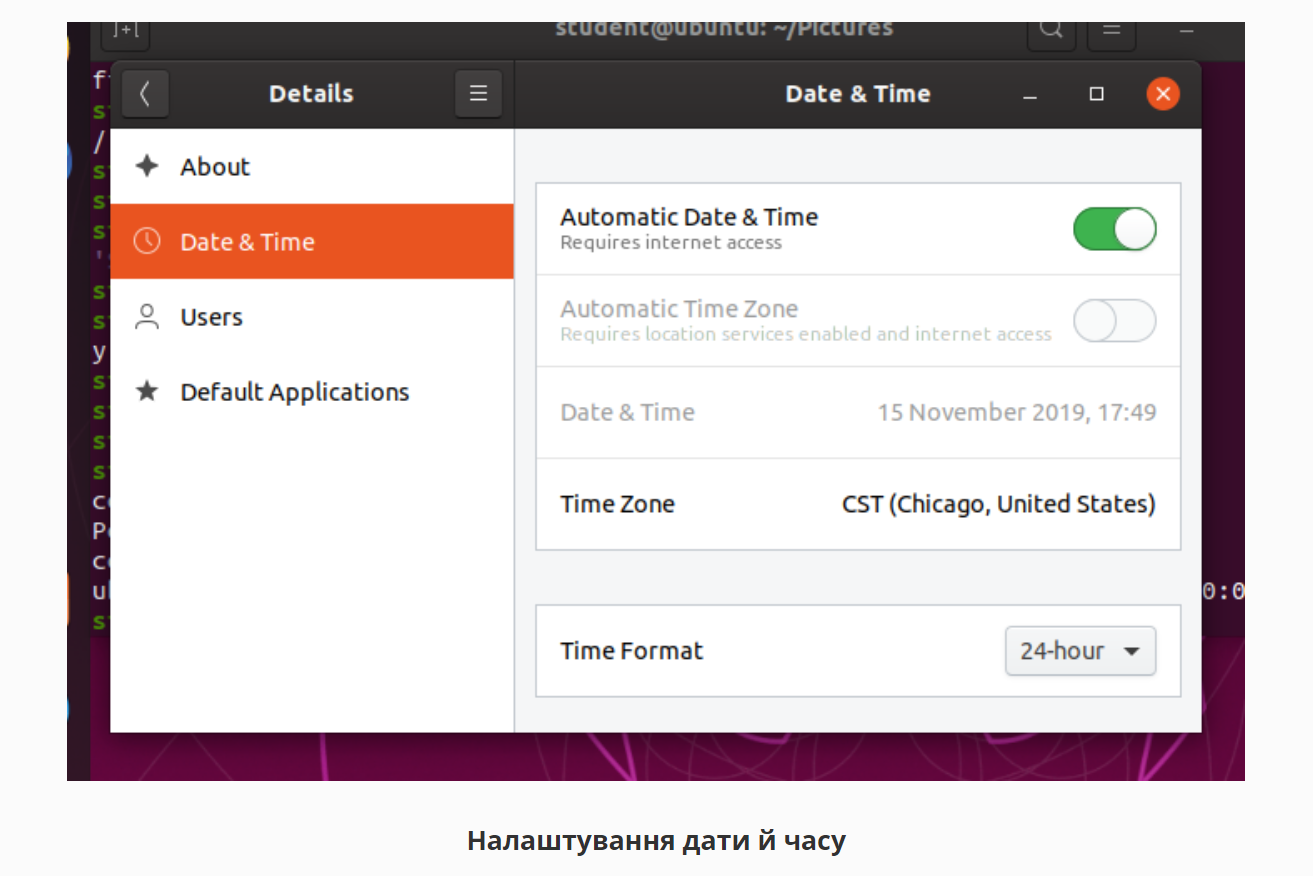 student@ubuntu: ~/Pictures
Details
Date & Time
About
Date & Time
Users
Default Applications
Automatic Date & Time
Requires internet access
Automatic Time Zone
Requires location services enabled and internet access
Date & Time 15 November 2019, 17:49
Time Zone CST (Chicago, United States)
Time Format 24-hour
Налаштування дати й часу